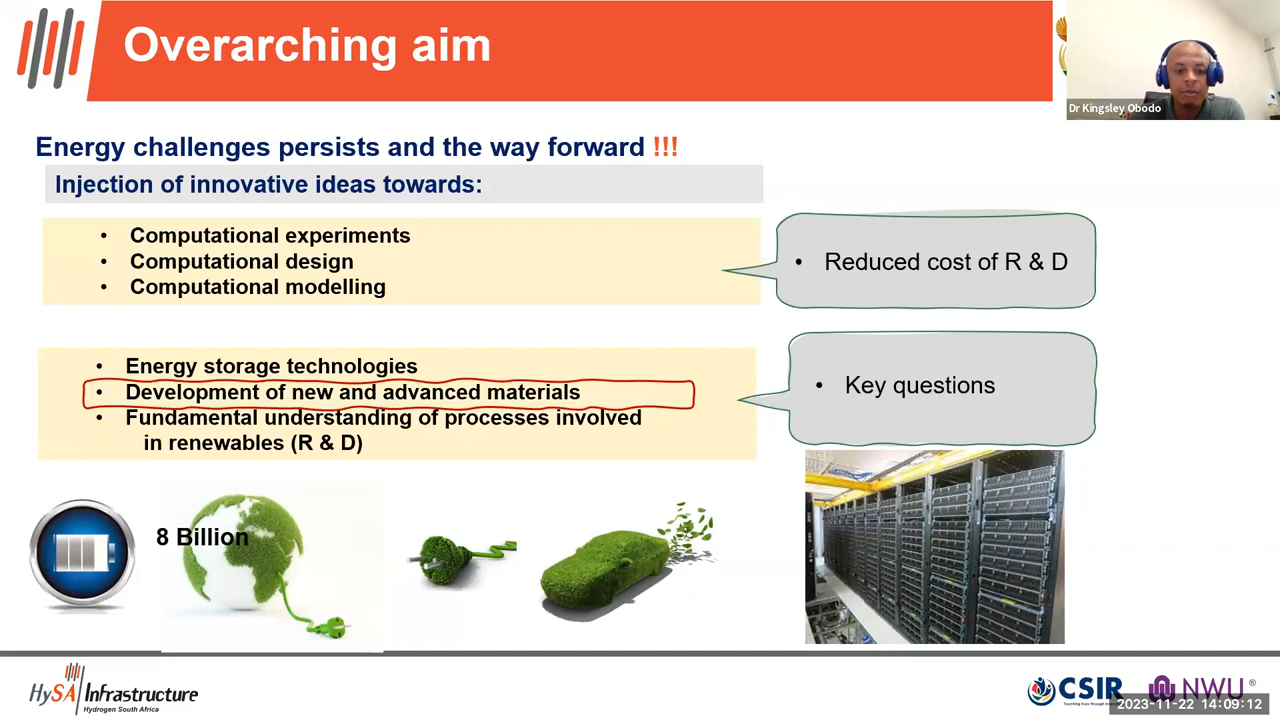 Overarching aim
Dr Kingsley Obodo
Energy challenges persists and the way forward !!!
Injection of innovative ideas towards:
• Computational experiments
• Computational design
• Computational modelling
• Reduced cost of R & D
• Energy storage technologies
• Development of new and advanced materials
• Fundamental understanding of processes involved
in renewables (R & D)
• Key questions
8 Billion
HySA Infrastructure
Hydrogen South Africa
CSIR
NWU®
2023-11-22 14:09:12